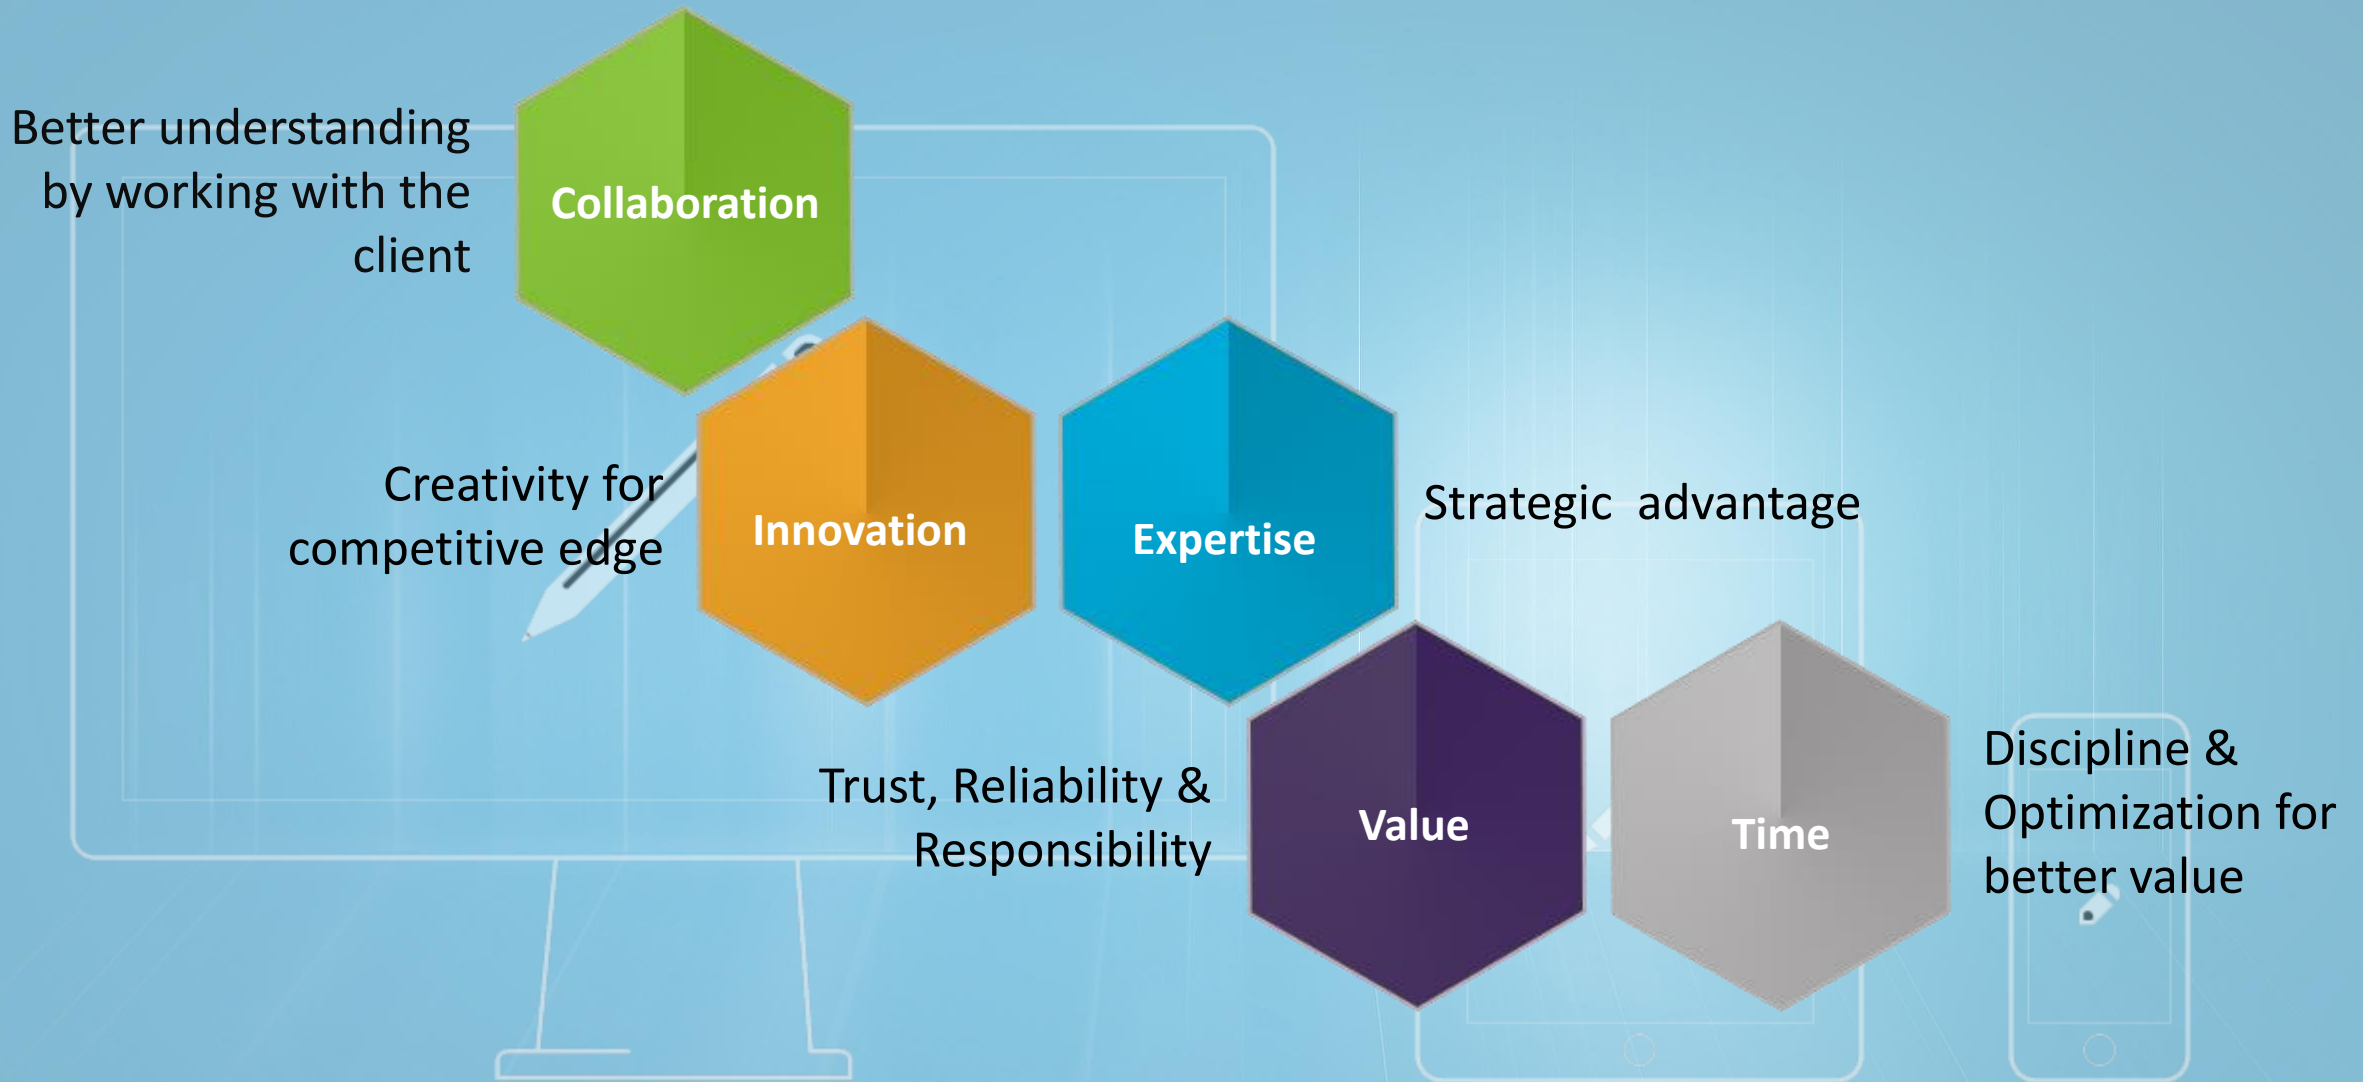 Better understanding
by working with the
client
Collaboration
Creativity for
competitive edge
Innovation
Expertise
Strategic  advantage
Trust, Reliability &
Responsibility
Value
Time
Discipline &
Optimization for
better value